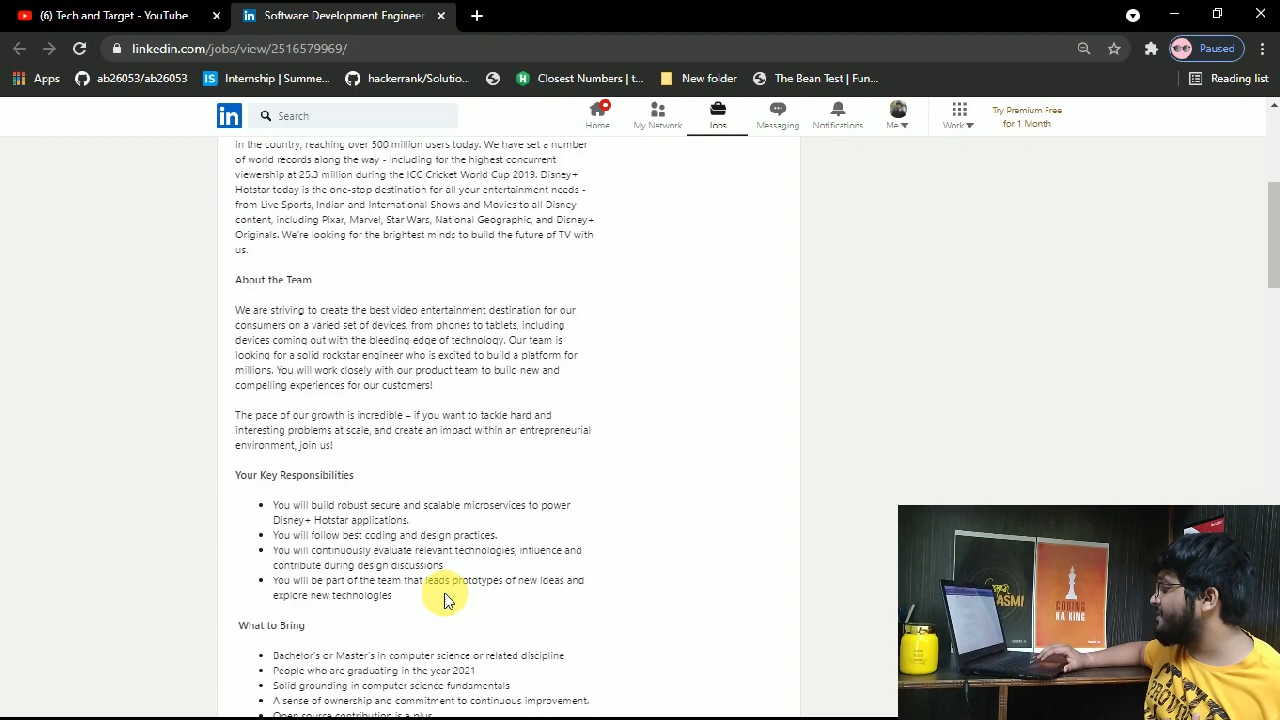 (6) Tech and Target - YouTube
Software Development Engineer
linkedin.com/jobs/view/2516579969/
Paused
Apps
ab26053/ab26053
Internship | Summe...
hackerrank/Solutio...
Closest Numbers | t...
New folder
The Bean Test | Fun...
Reading list
in
Search
Home
My Network
Jobs
Messaging
Notifications
Me
Work
Try Premium Free
for 1 Month
in the country, reaching over 300 million users today. We have set a number
of world records along the way - including for the highest concurrent
viewership at 25.3 million during the ICC Cricket World Cup 2019. Disney+
Hotstar today is the one-stop destination for all your entertainment needs -
from Live Sports, Indian and International Shows and Movies to all Disney
content, including Pixar, Marvel, Star Wars, National Geographic, and Disney+
Originals. We're looking for the brightest minds to build the future of TV with
us.
About the Team
We are striving to create the best video entertainment destination for our
consumers on a varied set of devices, from phones to tablets, including
devices coming out with the bleeding edge of technology. Our team is
looking for a solid rockstar engineer who is excited to build a platform for
millions. You will work closely with our product team to build new and
compelling experiences for our customers!
The pace of our growth is incredible – if you want to tackle hard and
interesting problems at scale, and create an impact within an entrepreneurial
environment, join us!
Your Key Responsibilities
You will build robust secure and scalable microservices to power
Disney+ Hotstar applications.
You will follow best coding and design practices.
You will continuously evaluate relevant technologies, influence and
contribute during design discussions
You will be part of the team that leads prototypes of new ideas and
explore new technologies
What to Bring
Bachelor's or Master's in computer science or related discipline
People who are graduating in the year 2021
Solid grounding in computer science fundamentals
A sense of ownership and commitment to continuous improvement.
Open source contribution is a plus
CODING
KA KING